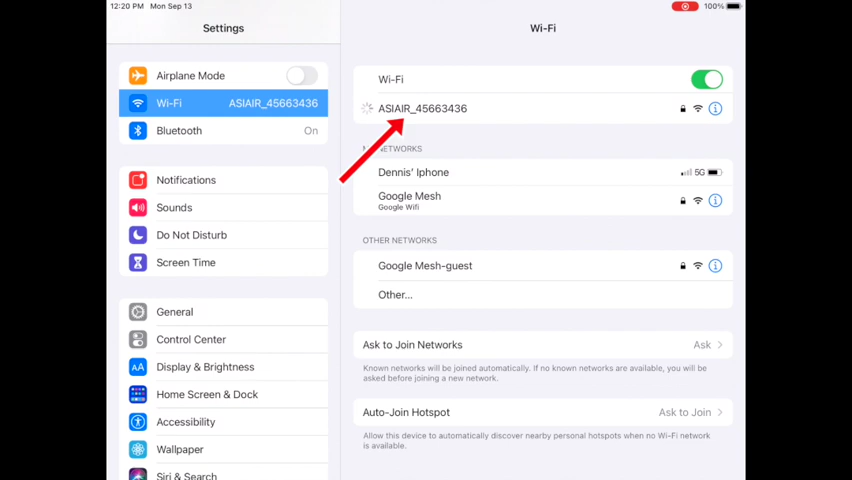 12:20 PM Mon Sep 13
100%
Settings
Airplane Mode
Wi-Fi ASIAIR_45663436
Bluetooth On
Notifications
Sounds
Do Not Disturb
Screen Time
General
Control Center
AA Display & Brightness
Home Screen & Dock
Accessibility
Wallpaper
Siri & Search
Wi-Fi
Wi-Fi
ASIAIR_45663436
NETWORKS
Dennis' Iphone 5G
Google Mesh
Google Wifi
OTHER NETWORKS
Google Mesh-guest
Other...
Ask to Join Networks Ask
Known networks will be joined automatically. If no known networks are available, you will be
asked before joining a new network.
Auto-Join Hotspot Ask to Join
Allow this device to automatically discover nearby personal hotspots when no Wi-Fi network
is available.